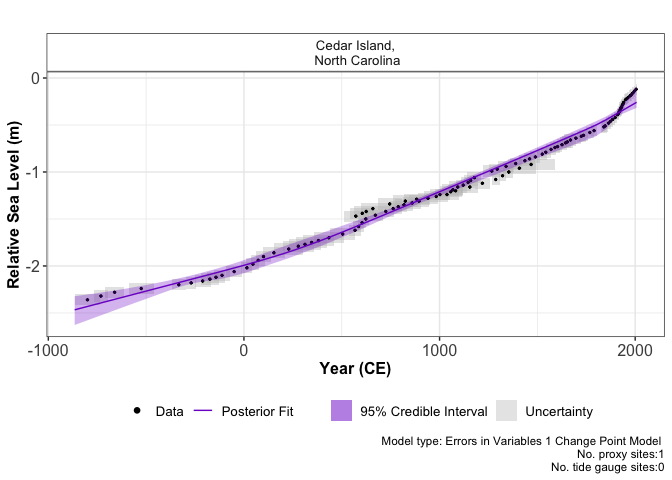 Cedar Island,
North Carolina
Relative Sea Level (m)
0
-1
-2
-1000
0
1000
2000
Year (CE)
Data
Posterior Fit
95% Credible Interval
Uncertainty
Model type: Errors in Variables 1 Change Point Model
No. proxy sites:1
No. tide gauge sites:0